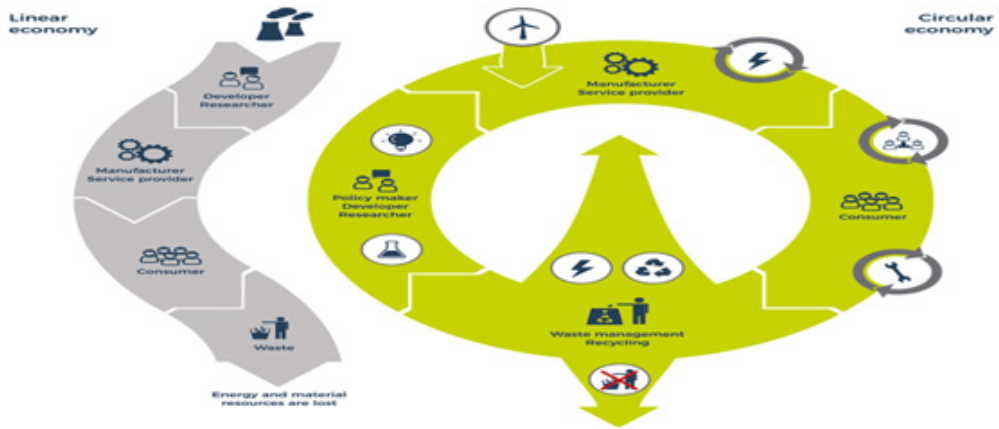 Linear
economy
Developer
Researcher
Manufacturer
Service provider
Consumer
Waste
Energy and material
resources are lost
Circular
economy
Manufacturer
Service provider
Policy maker
Developer
Researcher
Consumer
Waste management
Recycling